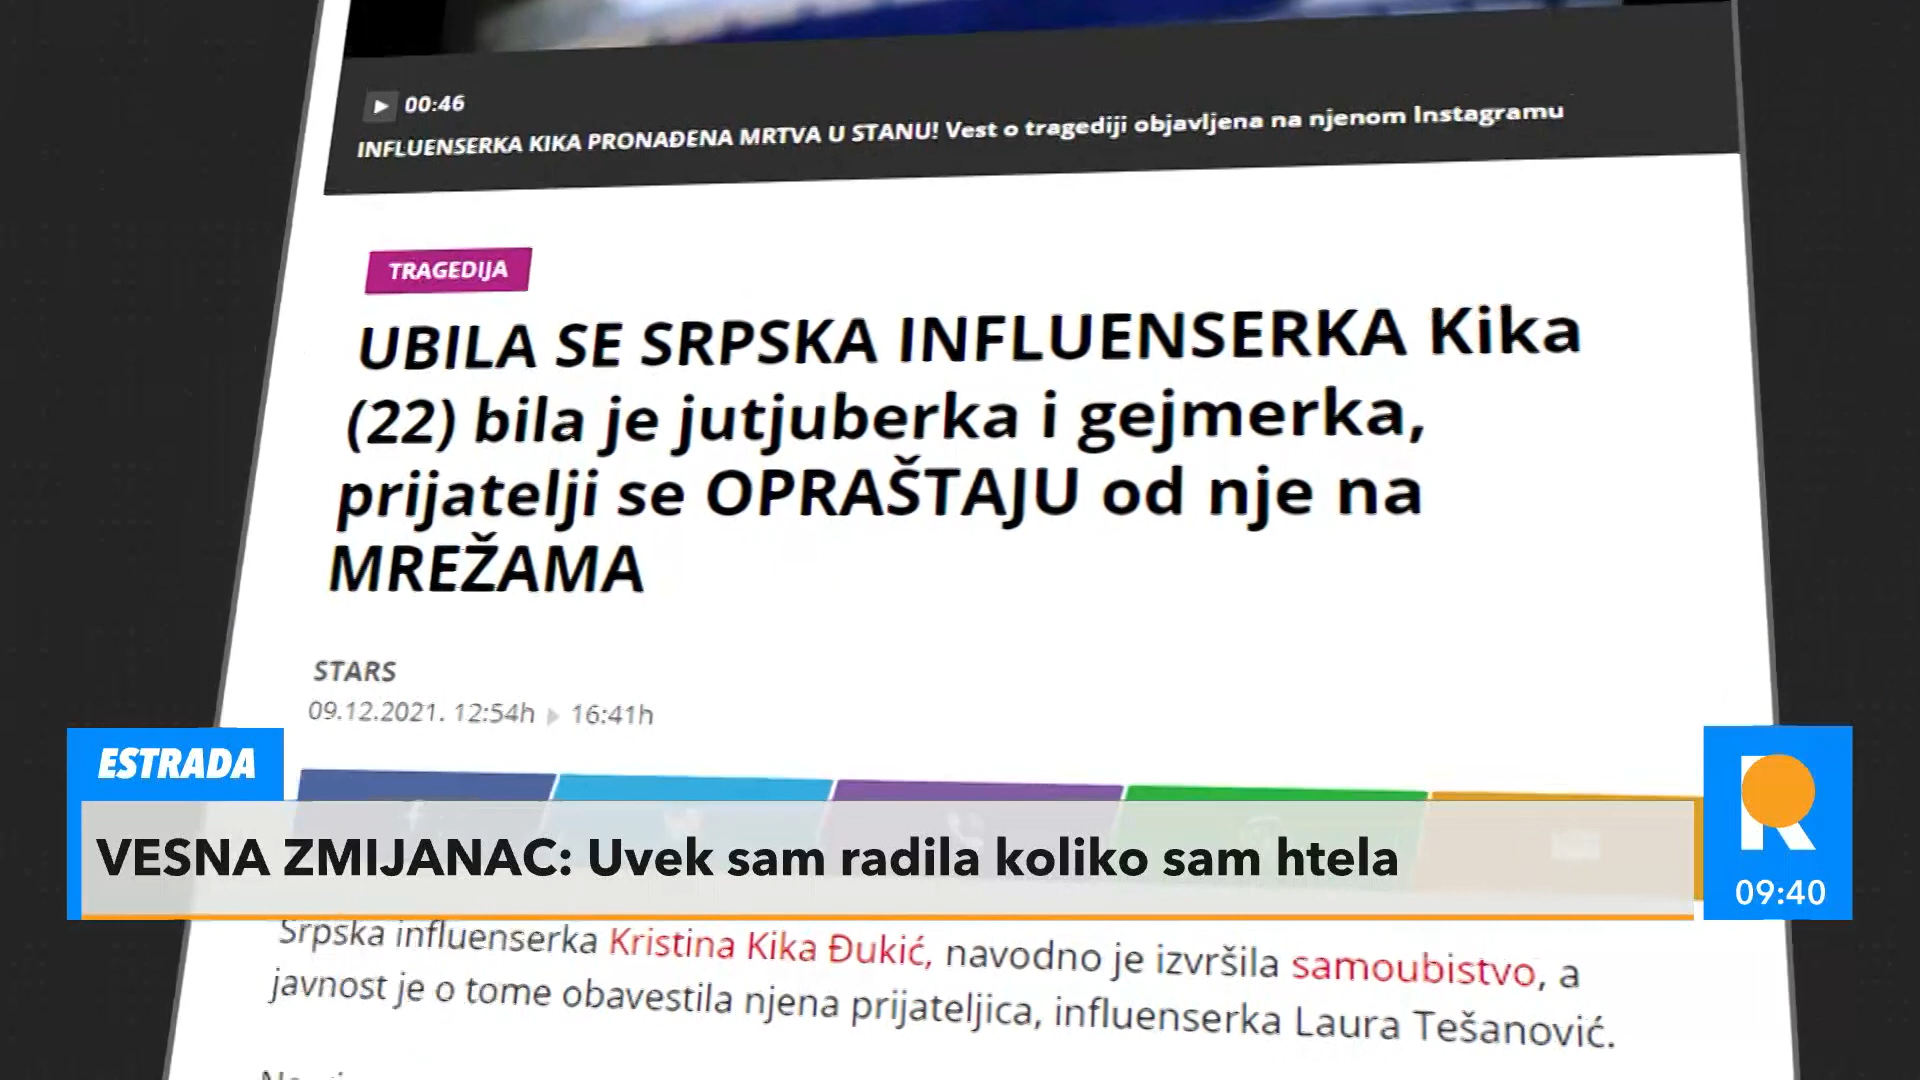 00:46
INFLUENSERKA KIKA PRONAĐENA MRTVA U STANU! Vest o tragediji objavljena na njenom Instagramu
TRAGEDIJA
UBILA SE SRPSKA INFLUENSERKA Kika
(22) bila je jutjuberka i gejmerka,
prijatelji se OPRAŠTAJU od nje na
MREŽAMA
STARS
09.12.2021. 12:54h 16:41h
ESTRADA
VESNA ZMIJANAC: Uvek sam radila koliko sam htela
R
09:40
Srpska influenserka Kristina Kika Đukić, navodno je izvršila samoubistvo, a
javnost je o tome obavestila njena prijateljica, influenserka Laura Tešanović.